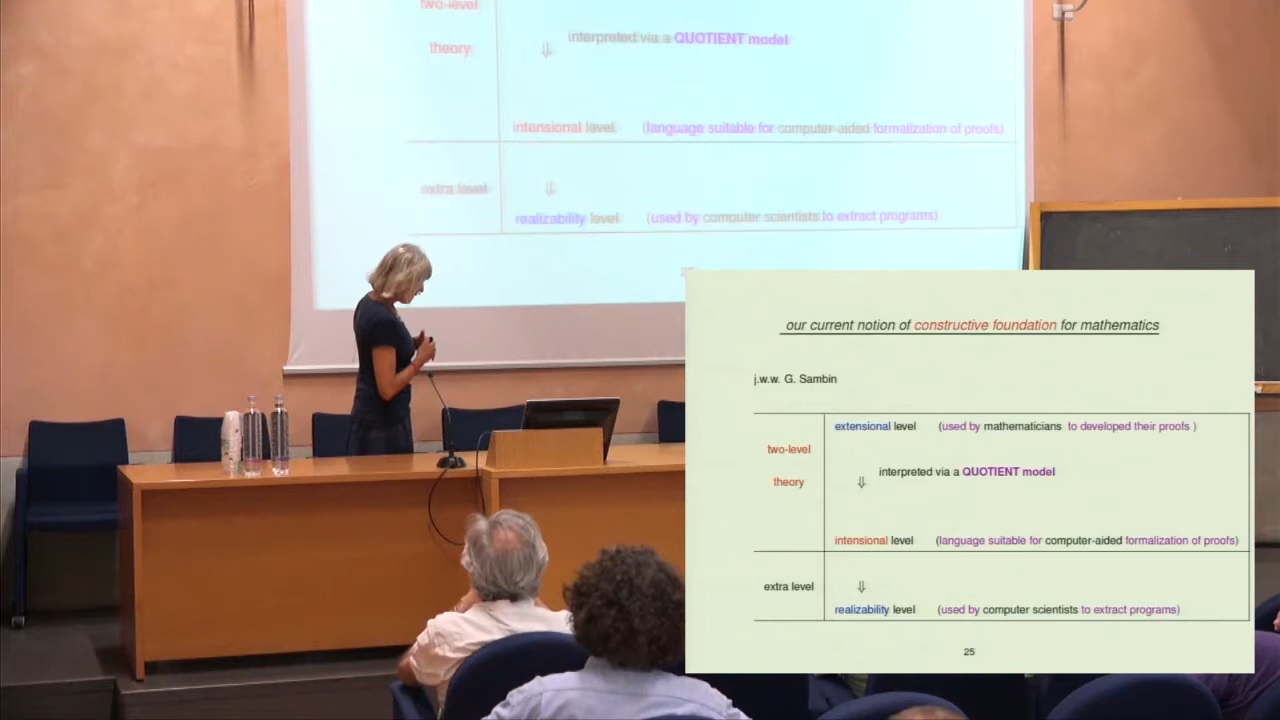 two-level
interpreted via a QUOTIENT model
theory
⇓
intensional level (language suitable for computer-aided formalization of proofs)
extra level
⇓
realizability level (used by computer scientists to extract programs)
our current notion of constructive foundation for mathematics
j.w.w. G. Sambin
extensional level (used by mathematicians to developed their proofs )
two-level
interpreted via a QUOTIENT model
theory ⇓
intensional level (language suitable for computer-aided formalization of proofs)
extra level ⇓
realizability level (used by computer scientists to extract programs)
25